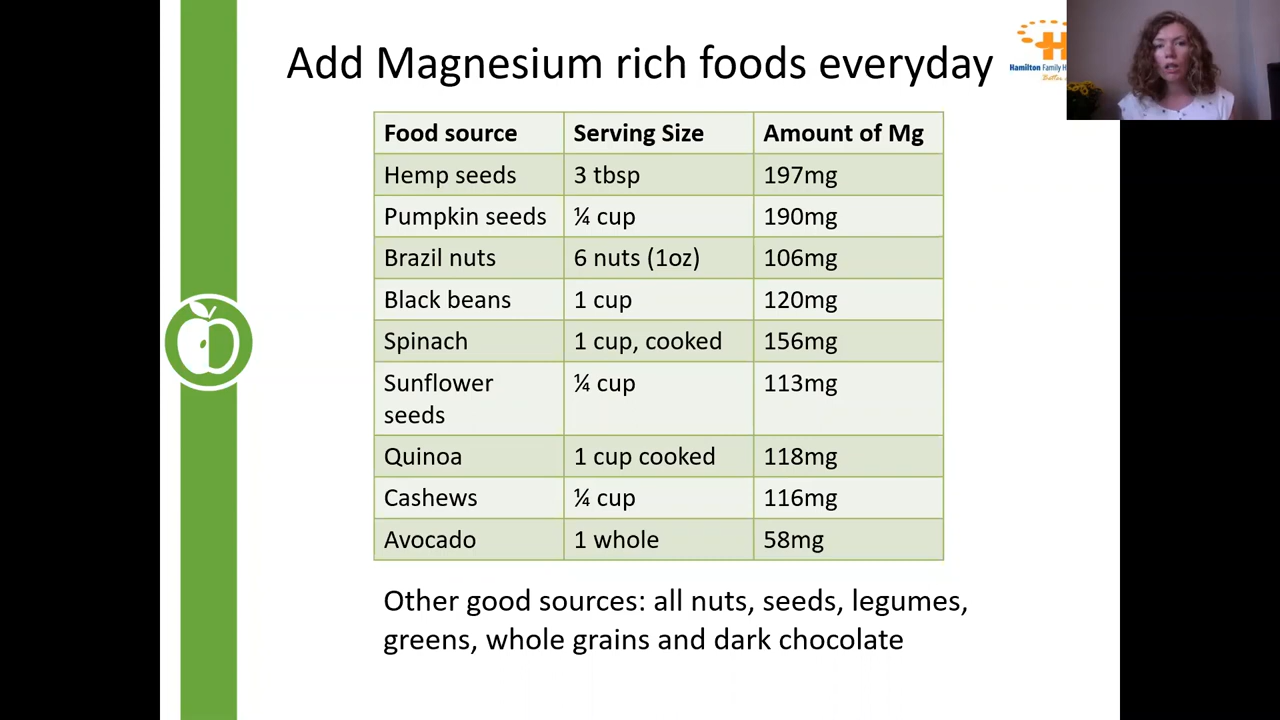 Add Magnesium rich foods everyday
Hamilton Family H
Food source Serving Size Amount of Mg
Hemp seeds 3 tbsp 197mg
Pumpkin seeds ¼ cup 190mg
Brazil nuts 6 nuts (1oz) 106mg
Black beans 1 cup 120mg
Spinach 1 cup, cooked 156mg
Sunflower ¼ cup 113mg
seeds
Quinoa 1 cup cooked 118mg
Cashews ¼ cup 116mg
Avocado 1 whole 58mg
Other good sources: all nuts, seeds, legumes,
greens, whole grains and dark chocolate